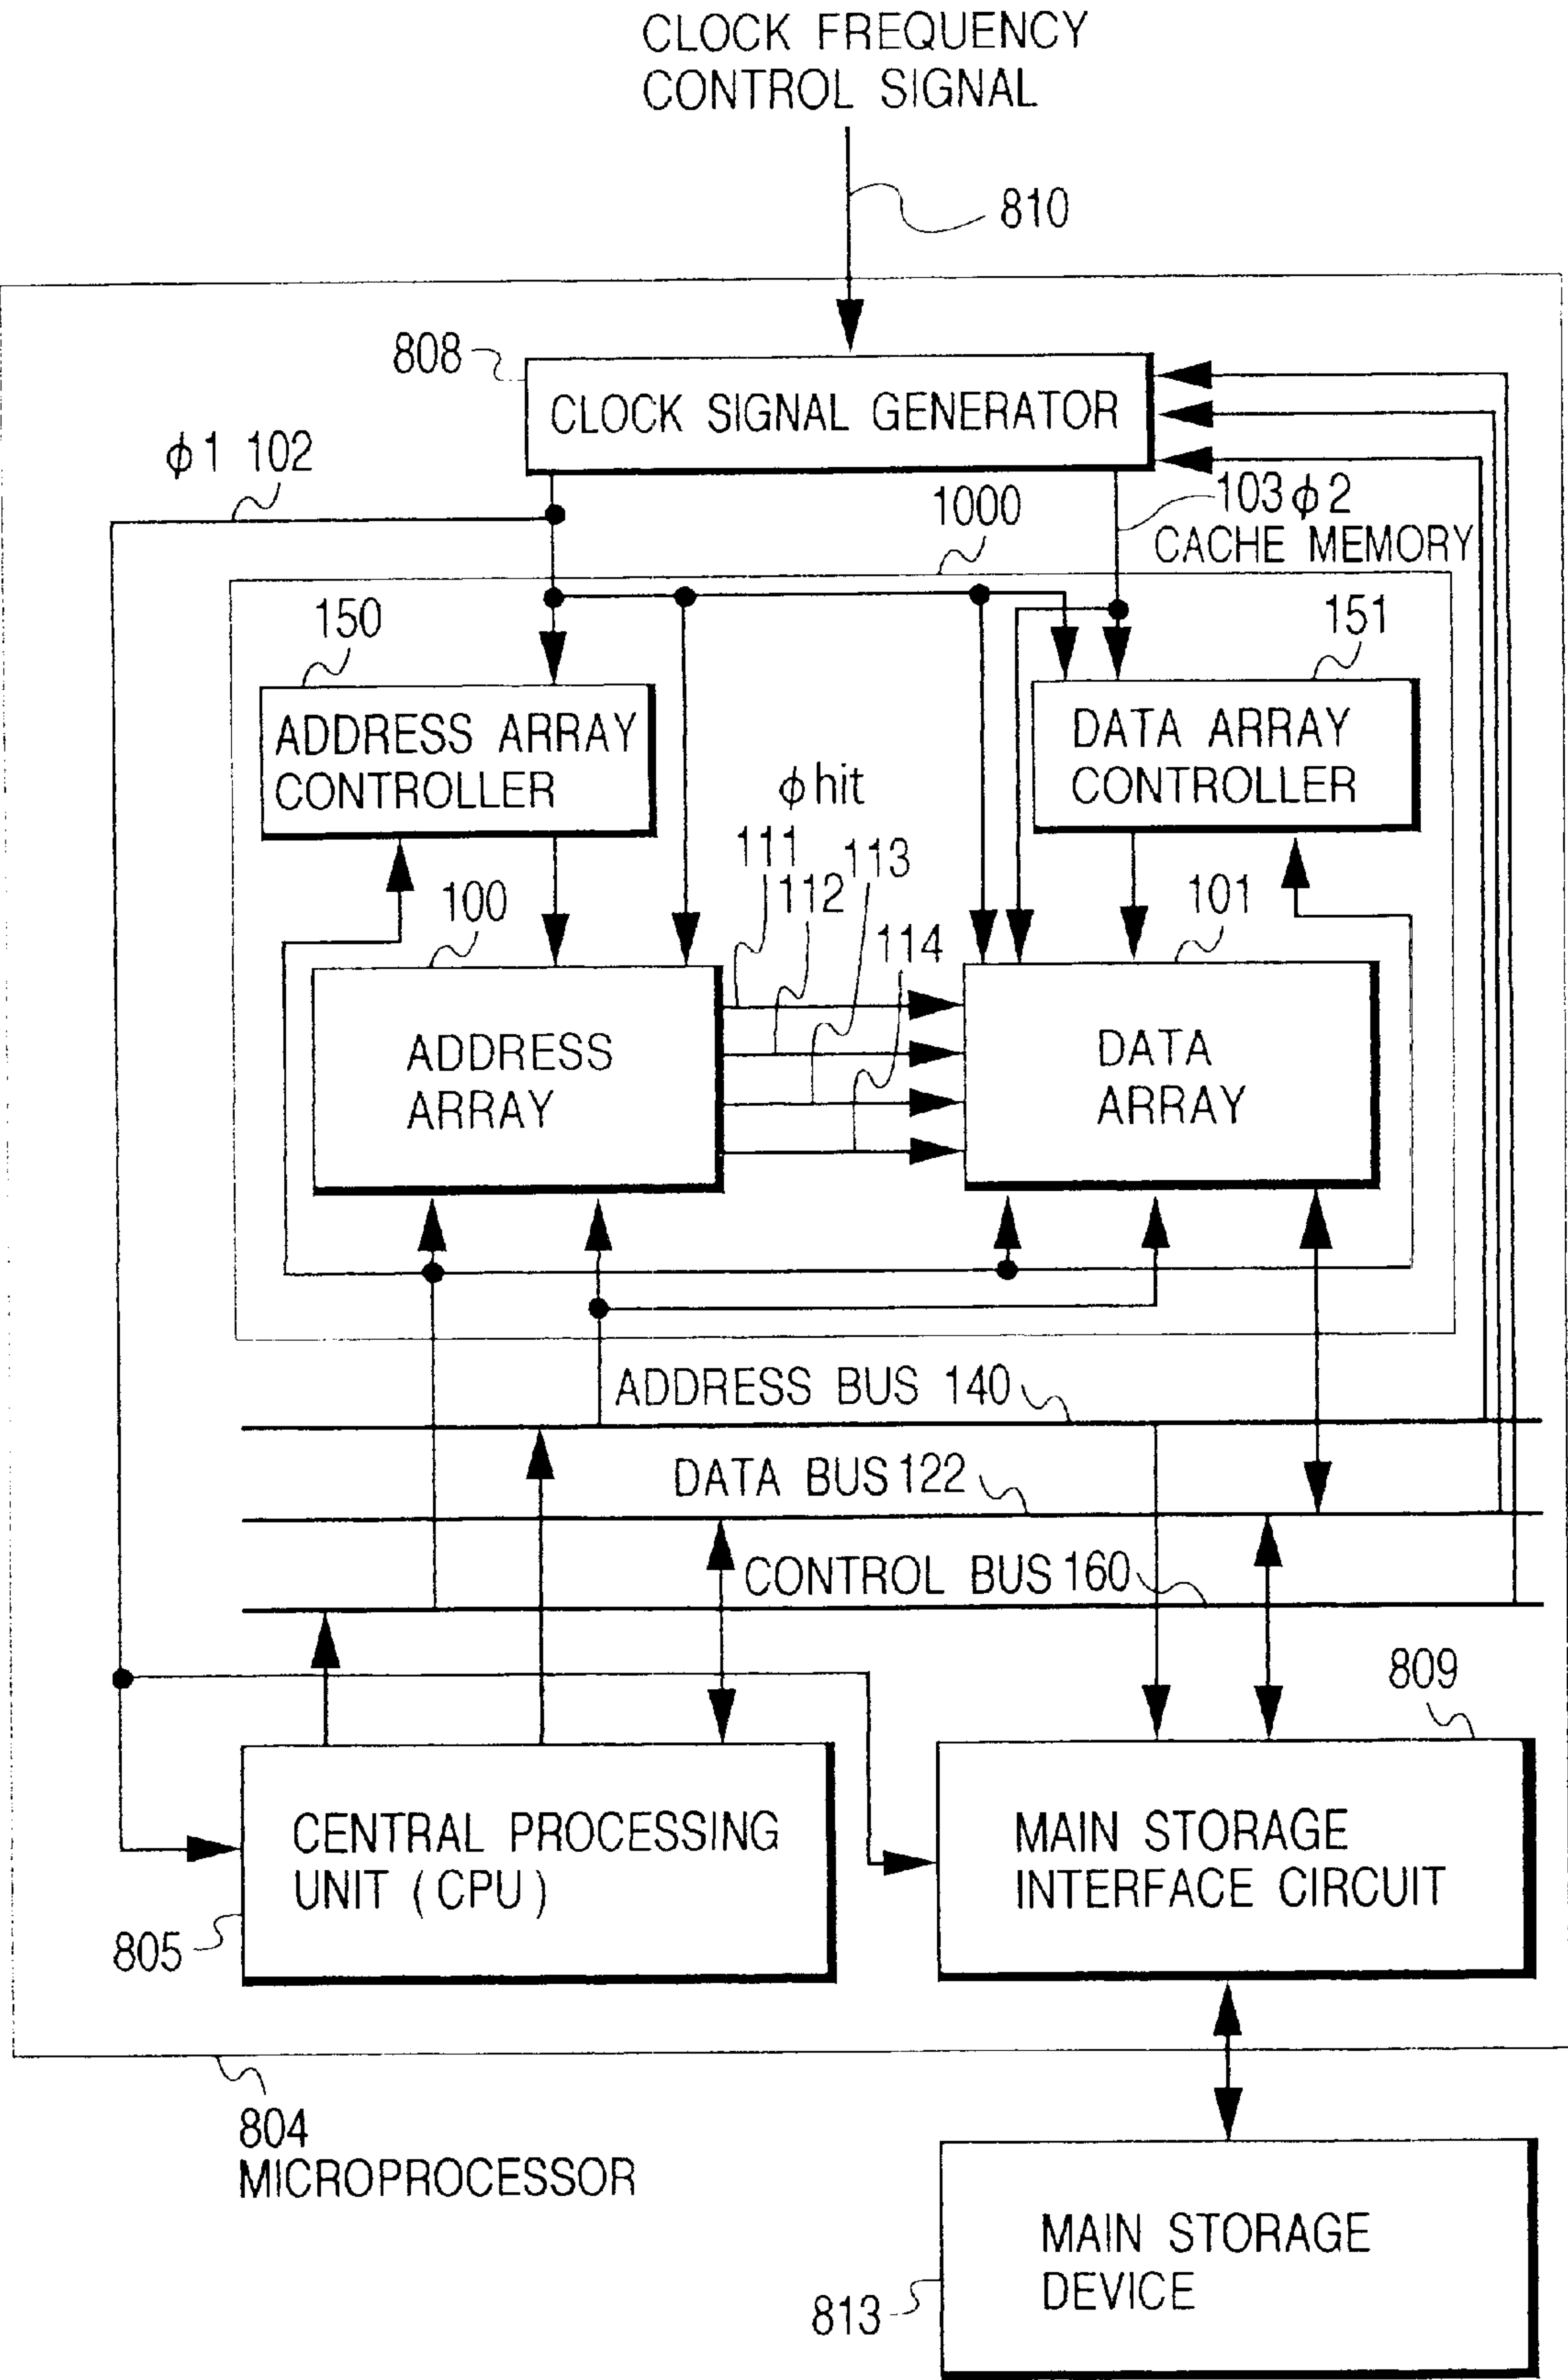 CLOCK FREQUENCY
CONTROL SIGNAL
810
808
CLOCK SIGNAL GENERATOR
ϕ1 102
1000
103 ϕ2
CACHE MEMORY
150
151
ADDRESS ARRAY
CONTROLLER
DATA ARRAY
CONTROLLER
ϕhit
111
113
112
100
101
114
ADDRESS
ARRAY
DATA
ARRAY
ADDRESS BUS 140
DATA BUS 122
CONTROL BUS 160
809
CENTRAL PROCESSING
UNIT (CPU)
MAIN STORAGE
INTERFACE CIRCUIT
805
804
MICROPROCESSOR
MAIN STORAGE
DEVICE
813